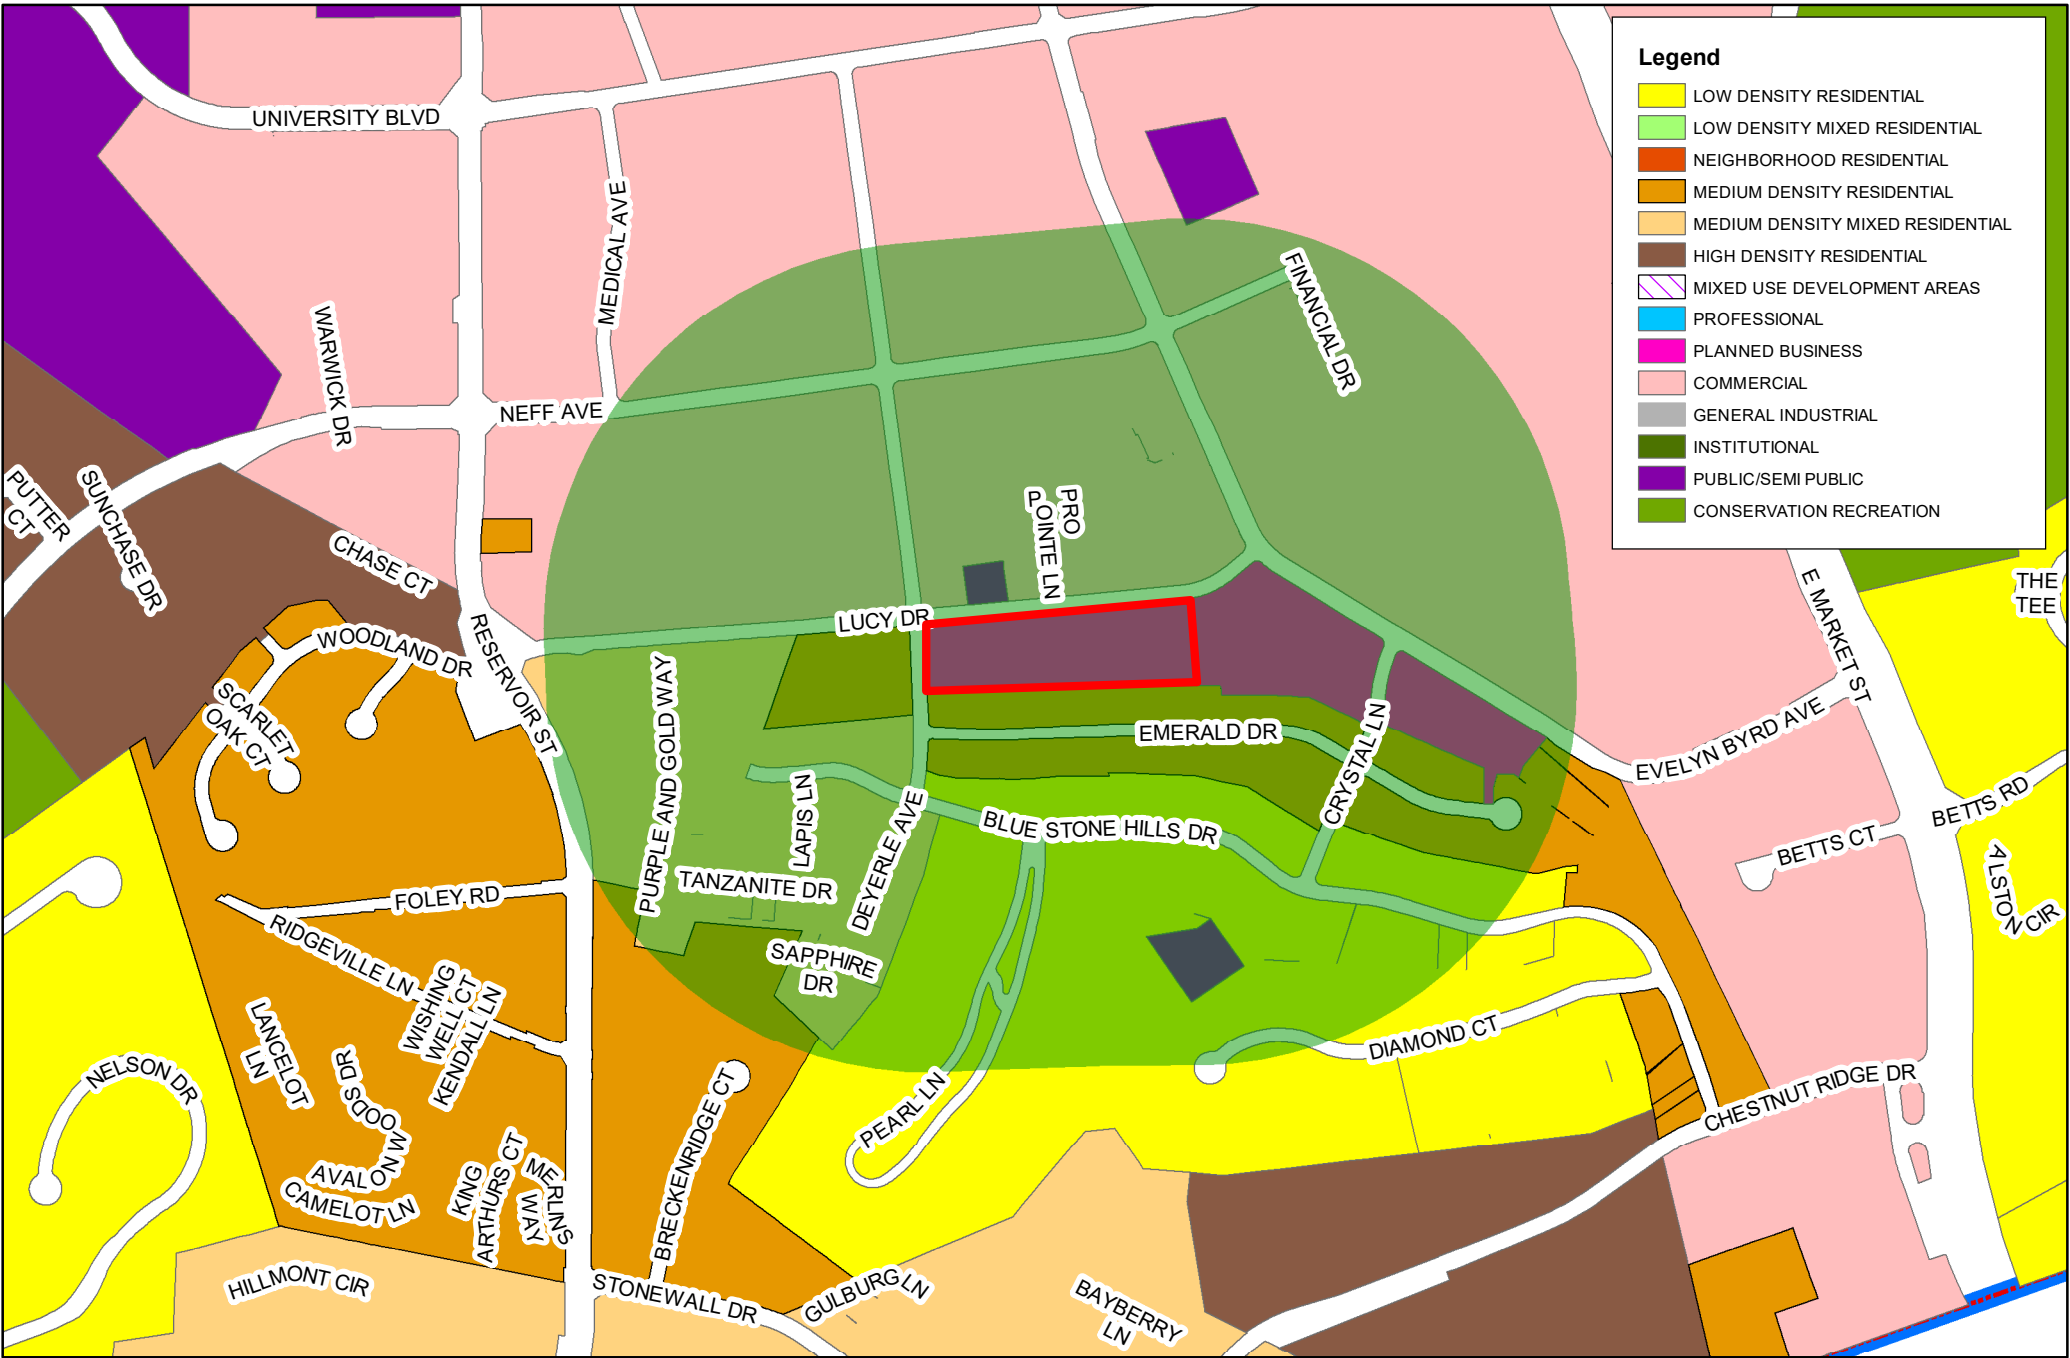 Legend
LOW DENSITY RESIDENTIAL
LOW DENSITY MIXED RESIDENTIAL
NEIGHBORHOOD RESIDENTIAL
MEDIUM DENSITY RESIDENTIAL
MEDIUM DENSITY MIXED RESIDENTIAL
HIGH DENSITY RESIDENTIAL
MIXED USE DEVELOPMENT AREAS
PROFESSIONAL
PLANNED BUSINESS
COMMERCIAL
GENERAL INDUSTRIAL
INSTITUTIONAL
PUBLIC/SEMI PUBLIC
CONSERVATION RECREATION
UNIVERSITY BLVD
MEDICAL AVE
WARWICK DR
NEFF AVE
FINANCIAL DR
PUTTER
CT
SUNCHASE DR
CHASE CT
PRO
POINTE LN
LUCY DR
WOODLAND DR
RESERVOIR ST
SCARLET
OAK CT
PURPLE AND GOLD WAY
LAPIS LN
DEYERLE AVE
EMERALD DR
CRYSTAL LN
BLUE STONE HILLS DR
TANZANITE DR
SAPPHIRE
DR
E MARKET ST
THE
TEE
EVELYN BYRD AVE
BETTS RD
BETTS CT
ALSTON
CIR
FOLEY RD
RIDGEVILLE LN
WISHING
WELL CT
KENDALL LN
LANCELOT
LN
NELSON DR
AVALON WOODS DR
CAMELOT LN
KING
ARTHURS CT
MERLINS
WAY
BRECKENRIDGE CT
PEARL LN
DIAMOND CT
CHESTNUT RIDGE DR
HILLMONT CIR
STONEWALL DR
GULBURG LN
BAYBERRY
LN